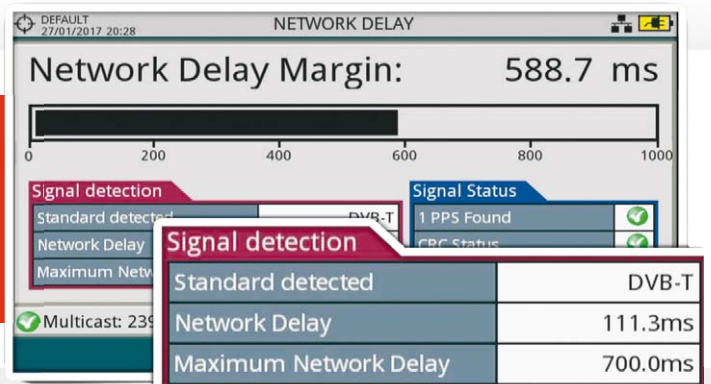 DEFAULT
27/01/2017 20:28
NETWORK DELAY
Network Delay Margin: 588.7 ms
0 200 400 600 800 1000
Signal detection
Standard detected DVB-T
Network Delay
Maximum Netw
Signal Status
1 PPS Found
CRC Status
Multicast: 239
Signal detection
Standard detected DVB-T
Network Delay 111.3ms
Maximum Network Delay 700.0ms